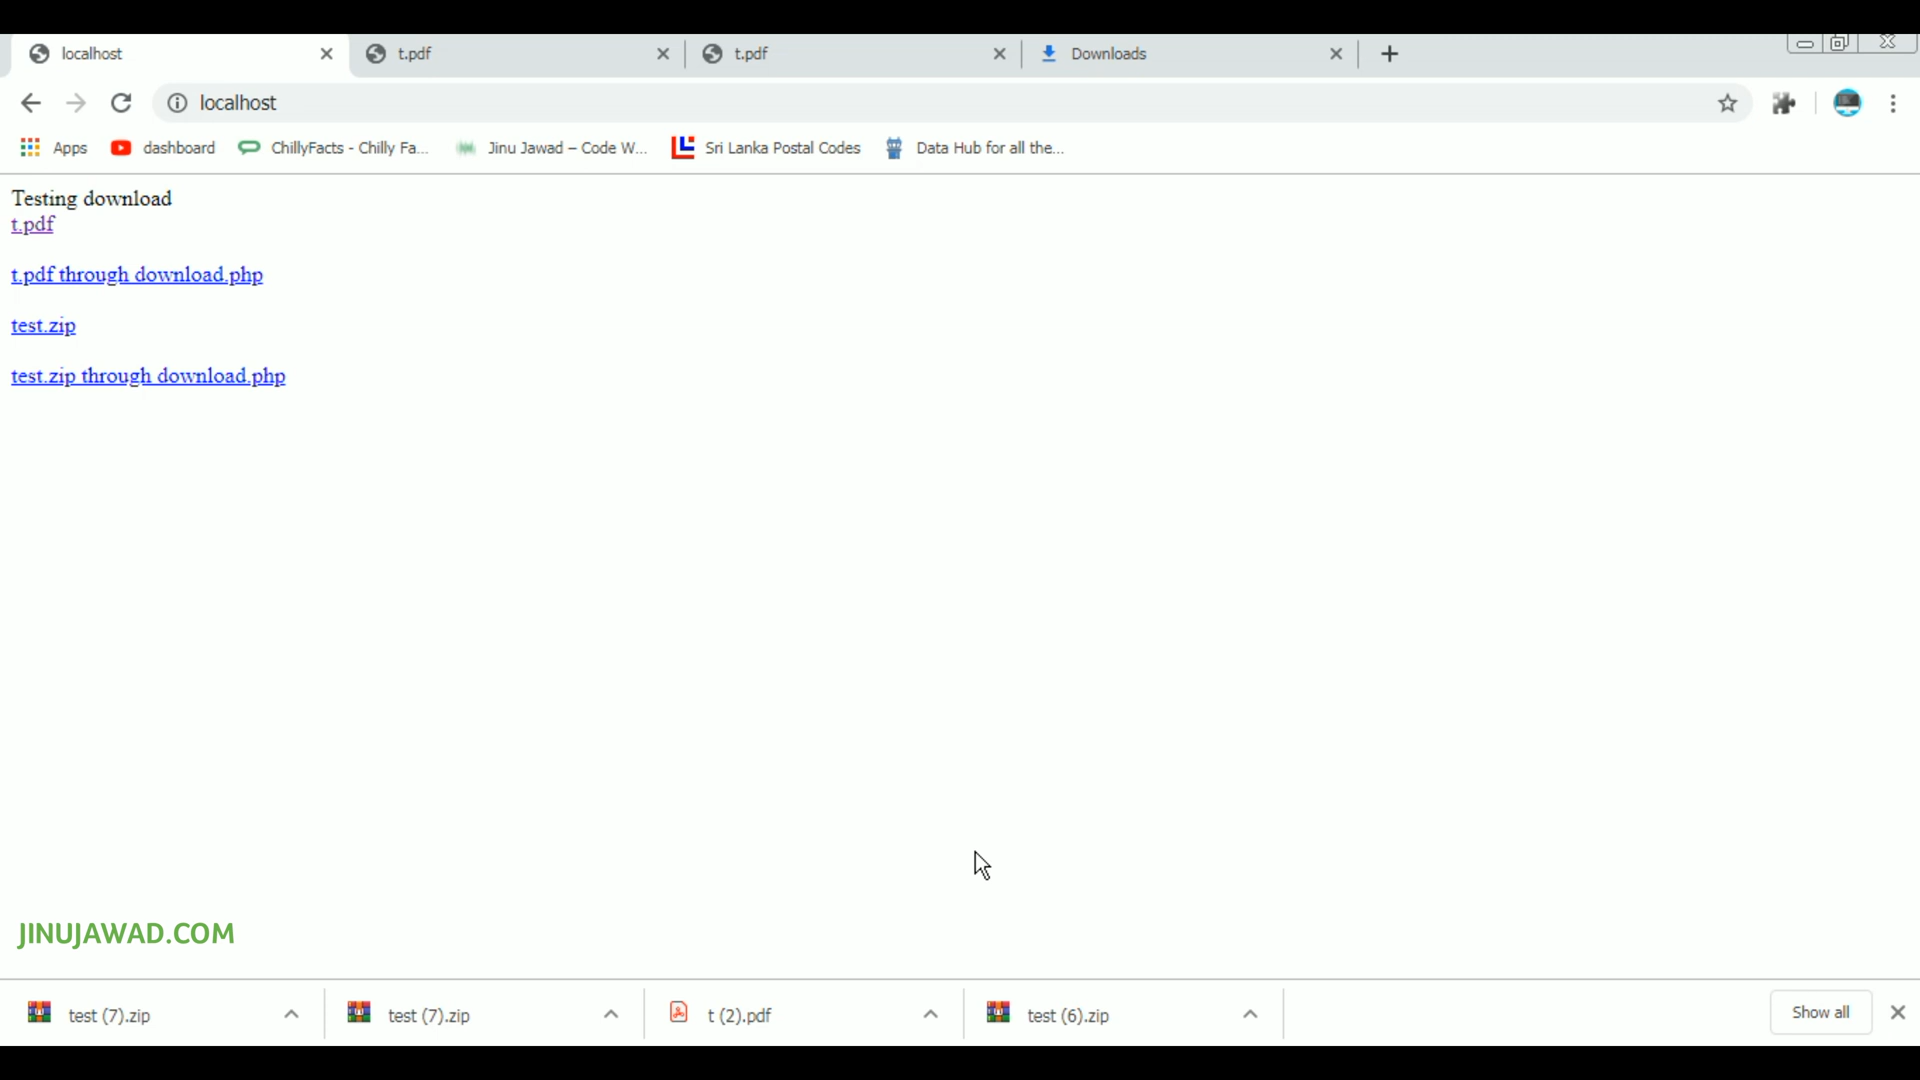 localhost
t.pdf
t.pdf
Downloads
localhost
Apps
dashboard
ChillyFacts - Chilly Fa...
Jinu Jawad – Code W...
Sri Lanka Postal Codes
Data Hub for all the...
Testing download
t.pdf
t.pdf through download.php
test.zip
test.zip through download.php
JINUJAWAD.COM
test (7).zip
test (7).zip
t (2).pdf
test (6).zip
Show all